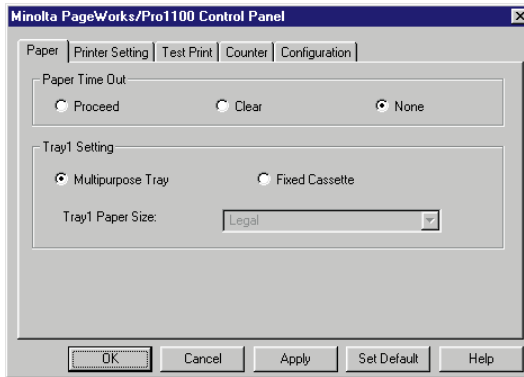 Minolta PageWorks/Pro1100 Control Panel
Paper Printer Setting Test Print Counter Configuration
Paper Time Out
Proceed Clear None
Tray1 Setting
Multipurpose Tray Fixed Cassette
Tray1 Paper Size: Legal
OK Cancel Apply Set Default Help